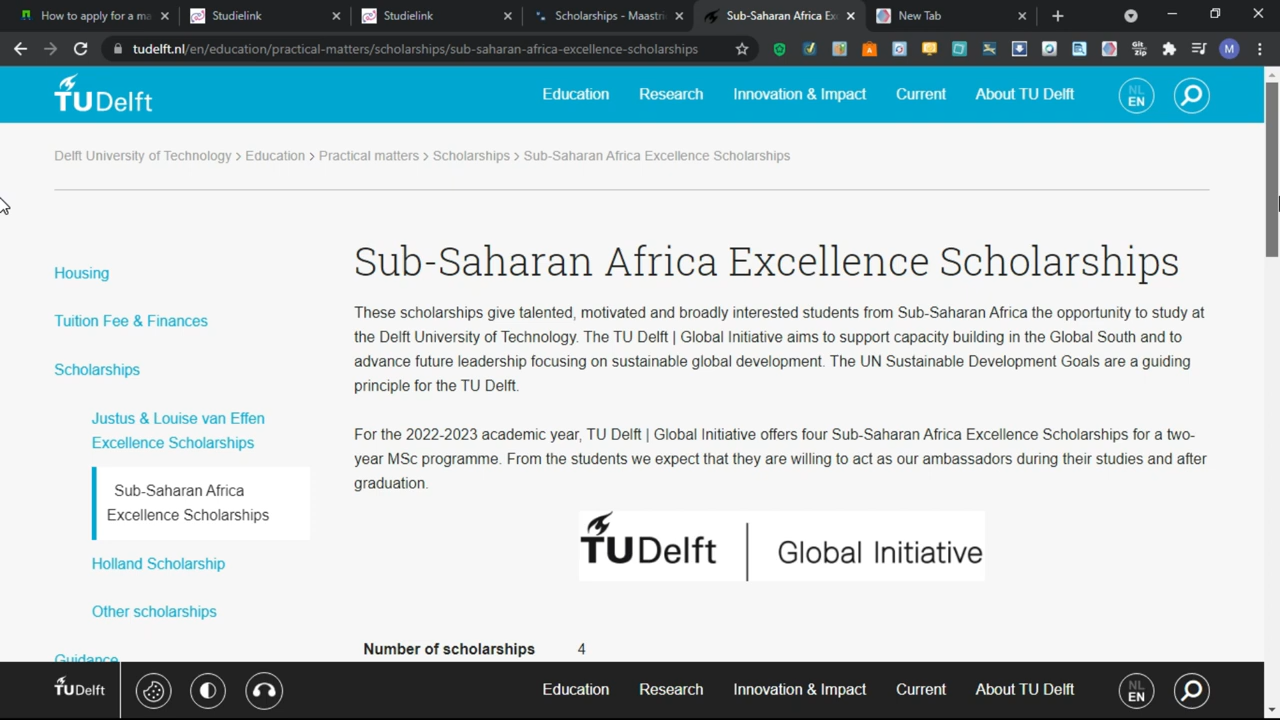 How to apply for a ma
Studielink
Studielink
Scholarships - Maastri
Sub-Saharan Africa Ex
New Tab
tudelft.nl/en/education/practical-matters/scholarships/sub-saharan-africa-excellence-scholarships
Git zip
M
TUDelft
Education
Research
Innovation & Impact
Current
About TU Delft
NL
EN
Delft University of Technology > Education > Practical matters > Scholarships > Sub-Saharan Africa Excellence Scholarships
Housing
Tuition Fee & Finances
Scholarships
Justus & Louise van Effen
Excellence Scholarships
Sub-Saharan Africa
Excellence Scholarships
Holland Scholarship
Other scholarships
Guidance
Sub-Saharan Africa Excellence Scholarships
These scholarships give talented, motivated and broadly interested students from Sub-Saharan Africa the opportunity to study at
the Delft University of Technology. The TU Delft | Global Initiative aims to support capacity building in the Global South and to
advance future leadership focusing on sustainable global development. The UN Sustainable Development Goals are a guiding
principle for the TU Delft.
For the 2022-2023 academic year, TU Delft | Global Initiative offers four Sub-Saharan Africa Excellence Scholarships for a two-
year MSc programme. From the students we expect that they are willing to act as our ambassadors during their studies and after
graduation.
TUDelft | Global Initiative
Number of scholarships 4
TUDelft
Education
Research
Innovation & Impact
Current
About TU Delft
NL
EN